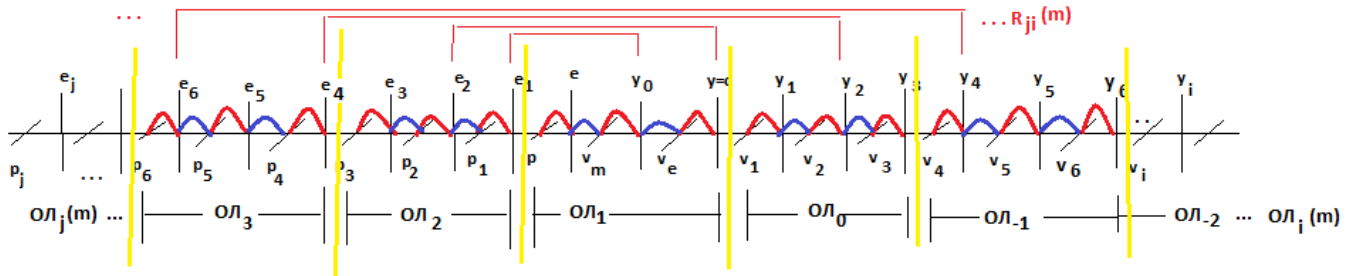 ... ... R_ji (m)
e_j e_6 e_5 e_4 e_3 e_2 e_1 e y_0 y=c y_1 y_2 y_3 y_4 y_5 y_6 .. y_i
p_j ... p_6 p_5 p_4 p_3 p_2 p_1 p v_m v_e v_1 v_2 v_3 v_4 v_5 v_6 v_i
ОЛ_j (m) ... ОЛ_3 ОЛ_2 ОЛ_1 ОЛ_0 ОЛ_-1 ОЛ_-2 ... ОЛ_i (m)